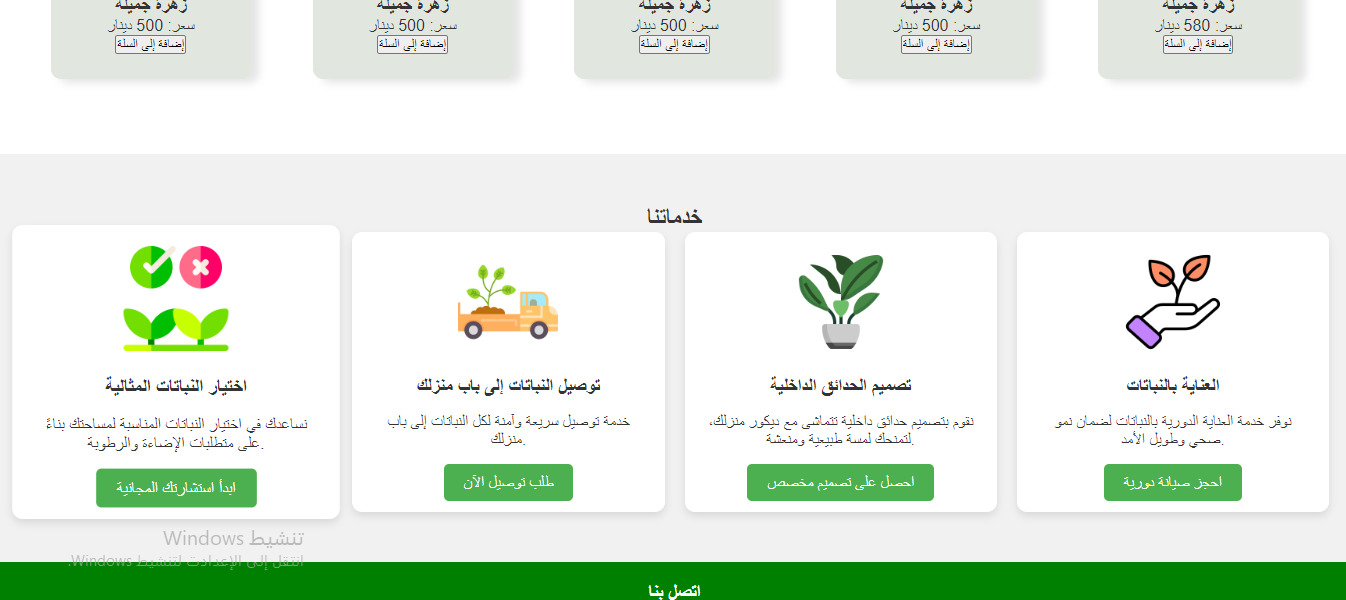 زهرة جميلة
سعر: 580 دينار
إضافة إلى السلة
زهرة جميلة
سعر: 500 دينار
إضافة إلى السلة
زهرة جميلة
سعر: 500 دينار
إضافة إلى السلة
زهرة جميلة
سعر: 500 دينار
إضافة إلى السلة
زهرة جميلة
سعر: 500 دينار
إضافة إلى السلة
خدماتنا
العناية بالنباتات
نوفر خدمة العناية الدورية بالنباتات لضمان نمو
.صحي وطويل الأمد
احجز صيانة دورية
تصميم الحدائق الداخلية
نقوم بتصميم حدائق داخلية تتماشى مع ديكور منزلك،
.لتمنحك لمسة طبيعية ومنعشة
احصل على تصميم مخصص
توصيل النباتات إلى باب منزلك
خدمة توصيل سريعة وآمنة لكل النباتات إلى باب
.منزلك
طلب توصيل الآن
اختيار النباتات المثالية
نساعدك في اختيار النباتات المناسبة لمساحتك بناءً
.على متطلبات الإضاءة والرطوبة
ابدأ استشارتك المجانية
تنشيط Windows
انتقل إلى الإعدادات لتنشيط Windows.
اتصل بنا